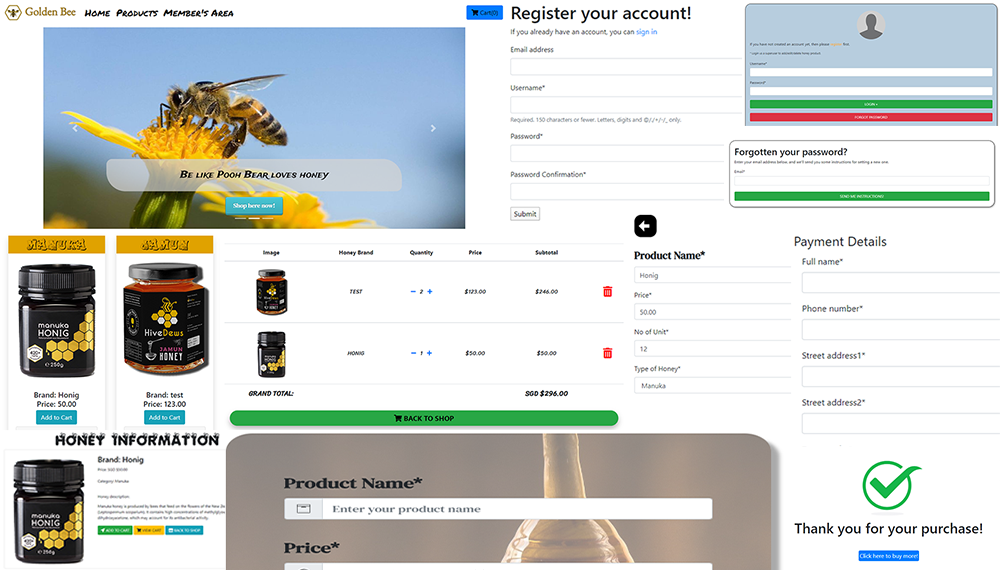 Golden Bee
Home Products Member's Area
Cart(0)
Be like Pooh Bear loves honey
Shop here now!
Register your account!
If you already have an account, you can sign in
Email address
Username*
Required. 150 characters or fewer. Letters, digits and @/./+/-/_ only.
Password*
Password Confirmation*
Submit
If you have not created an account yet, then please first.
Username*
Password*
LOGIN »
FORGOT PASSWORD
Forgotten your password?
Enter your email address below, and we'll send you some instructions for setting a new one.
Email*
SEND ME INSTRUCTIONS!
MANUKA
manuka
HONIG
400+
250g
Brand: Honig
Price: 50.00
Add to Cart
JAMUN
HiveDews
JAMUN
HONEY
Brand: test
Price: 123.00
Add to Cart
Image Honey Brand Quantity Price Subtotal
TEST - 2 + $123.00 $246.00
HONIG - 1 + $50.00 $50.00
GRAND TOTAL: SGD $296.00
BACK TO SHOP
Product Name*
Honig
Price*
50.00
No of Unit*
12
Type of Honey*
Manuka
Payment Details
Full name*
Phone number*
Street address1*
Street address2*
Honey Information
manuka
HONIG
400+
250g
Brand: Honig
Price: SGD $50.00
Category: Manuka
Honey description:
Manuka honey is produced by bees that feed on the flowers of the New
(Leptospermum scoparium). It contains high concentrations of
which may account for its antibacterial activity.
ADD TO CART
VIEW CART
BACK TO SHOP
Product Name*
Enter your product name
Price*
Thank you for your purchase!
Click here to buy more!